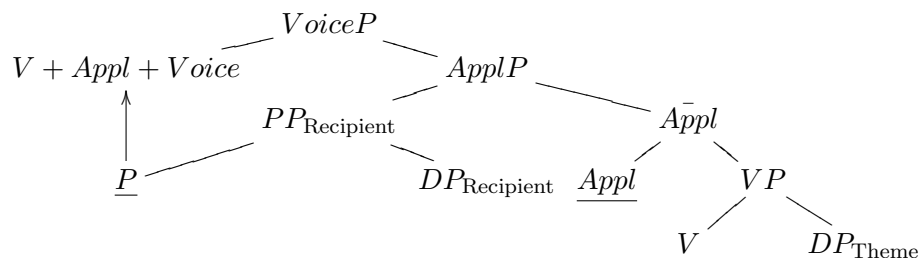 VoiceP
V + Appl + Voice ApplP
PP_Recipient Appl̄
P DP_Recipient Appl VP
V DP_Theme